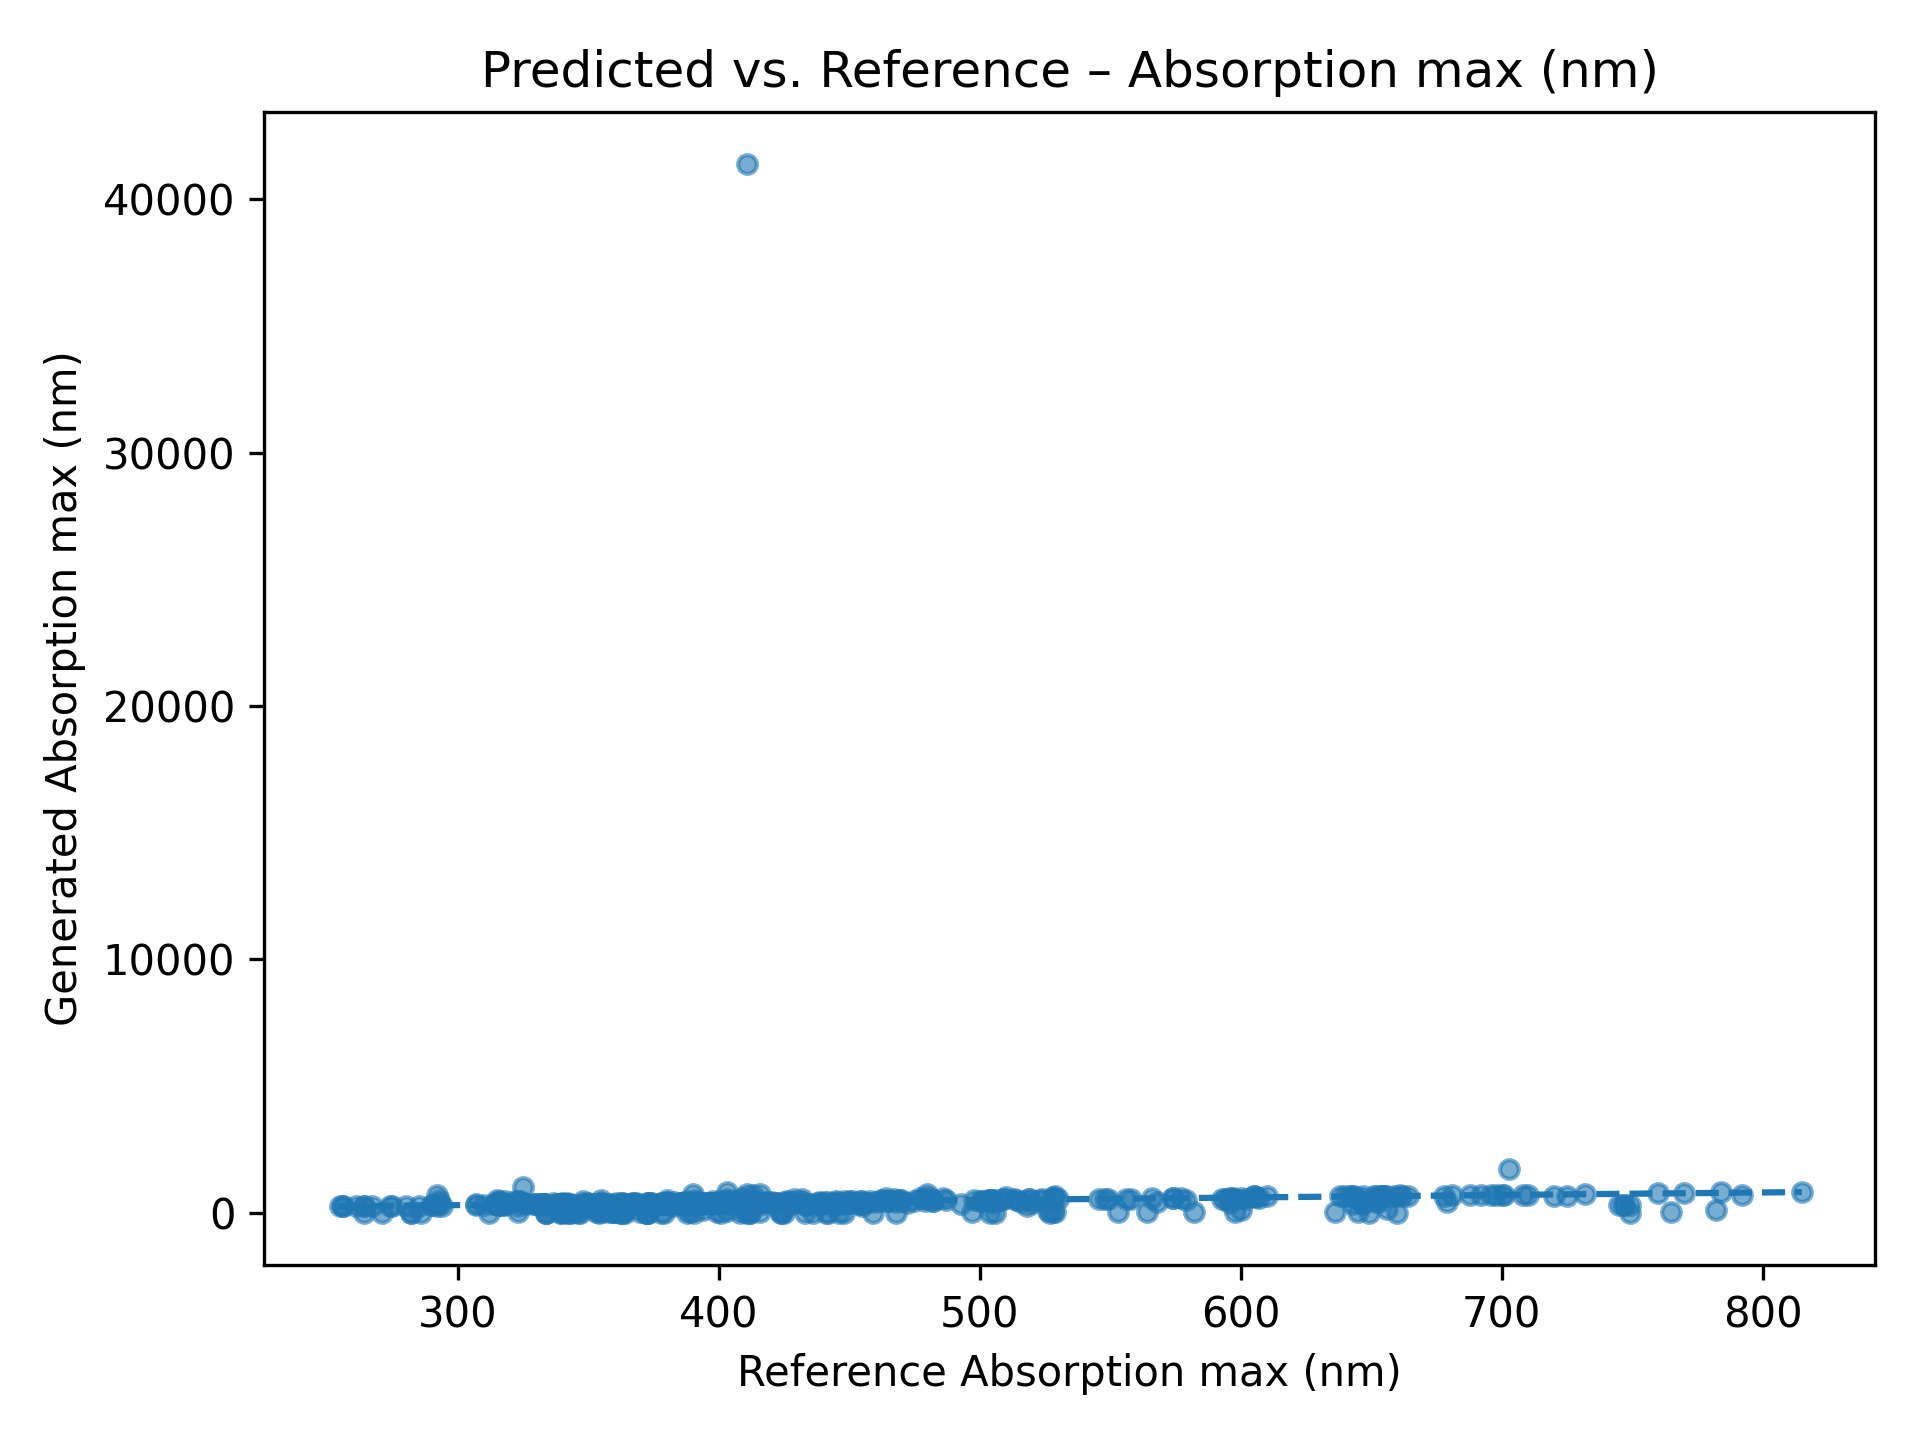 Predicted vs. Reference – Absorption max (nm)
Generated Absorption max (nm)
40000
30000
20000
10000
0
300 400 500 600 700 800
Reference Absorption max (nm)